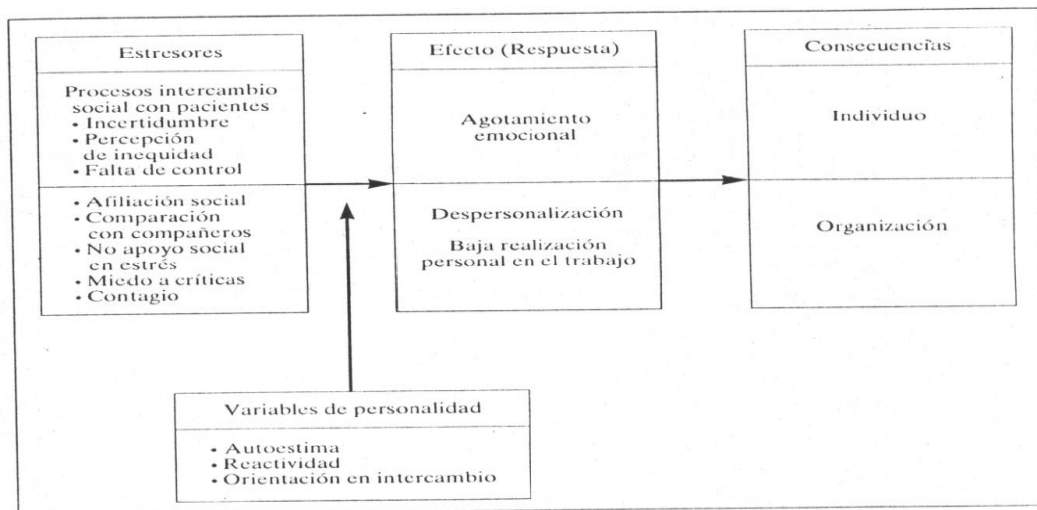 Estresores
Procesos intercambio
social con pacientes
• Incertidumbre
• Percepción
de inequidad
• Falta de control
• Afiliación social
• Comparación
con compañeros
• No apoyo social
en estrés
• Miedo a críticas
• Contagio
Efecto (Respuesta)
Agotamiento
emocional
Despersonalización
Baja realización
personal en el trabajo
Consecuencias
Individuo
Organización
Variables de personalidad
• Autoestima
• Reactividad
• Orientación en intercambio